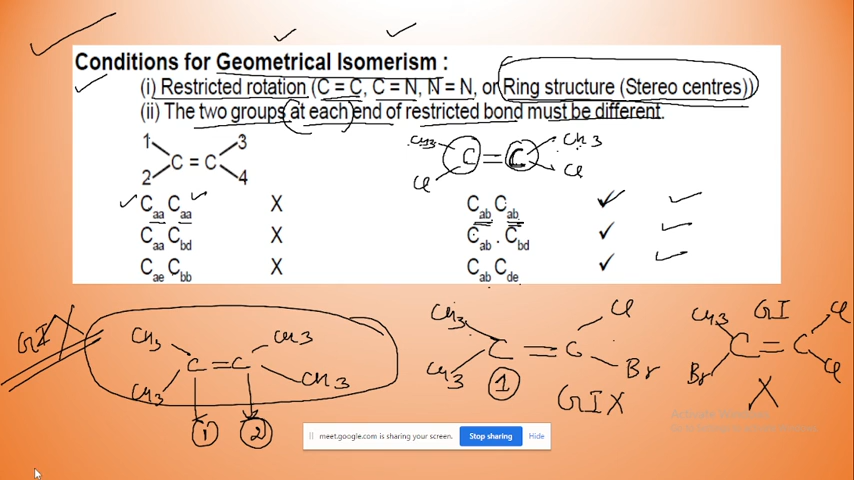 Conditions for Geometrical Isomerism :
(i) Restricted rotation (C = C, C = N, N = N, or Ring structure (Stereo centres))
(ii) The two groups at each end of restricted bond must be different.
1 3
C = C
2 4
CH3 CH3
C = C
Cl Cl
Caa Caa X Cab Cab ✓ ✓
Caa Cbd X Cab . Cbd ✓ ✓
Cae Cbb X Cab Cde ✓ ✓
GI X
CH3 CH3
C = C
CH3 CH3
1 2
CH3 Cl
C = C
CH3 Br
1 GI X
CH3 GI Cl
C = C
Br Cl
X
meet.google.com is sharing your screen. Stop sharing Hide